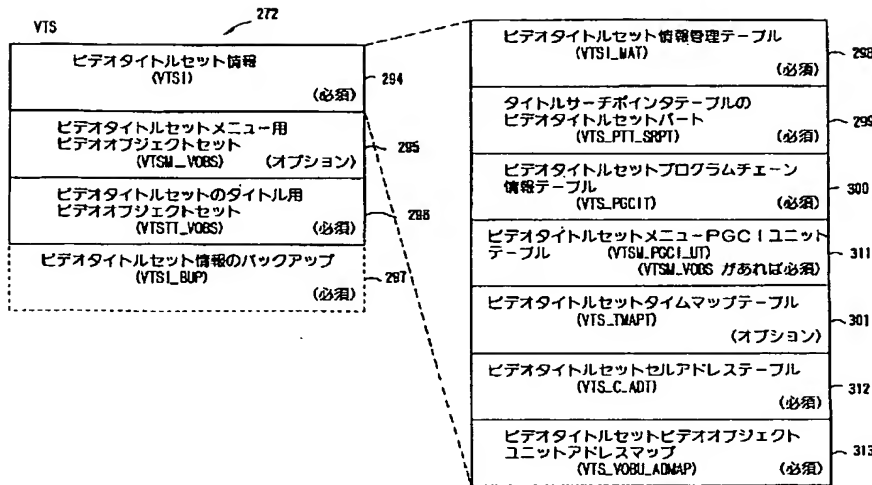 VTS
272
ビデオタイトルセット情報
(VTSI)
(必須)
294
ビデオタイトルセットメニュー用
ビデオオブジェクトセット
(VTSM_VOBS) (オプション)
295
ビデオタイトルセットのタイトル用
ビデオオブジェクトセット
(VTSTT_VOBS) (必須)
296
ビデオタイトルセット情報のバックアップ
(VTSI_BUP)
(必須)
297
ビデオタイトルセット情報管理テーブル
(VTSI_MAT)
(必須)
298
タイトルサーチポインタテーブルの
ビデオタイトルセットパート
(VTS_PTT_SRPT) (必須)
299
ビデオタイトルセットプログラムチェーン
情報テーブル
(VTS_PGCIT) (必須)
300
ビデオタイトルセットメニューPGCIユニット
テーブル (VTSM_PGCI_UT)
(VTSM_VOBS があれば必須)
311
ビデオタイトルセットタイムマップテーブル
(VTS_TMAPT)
(オプション)
301
ビデオタイトルセットセルアドレステーブル
(VTS_C_ADT)
(必須)
312
ビデオタイトルセットビデオオブジェクト
ユニットアドレスマップ
(VTS_VOBU_ADMAP) (必須)
313